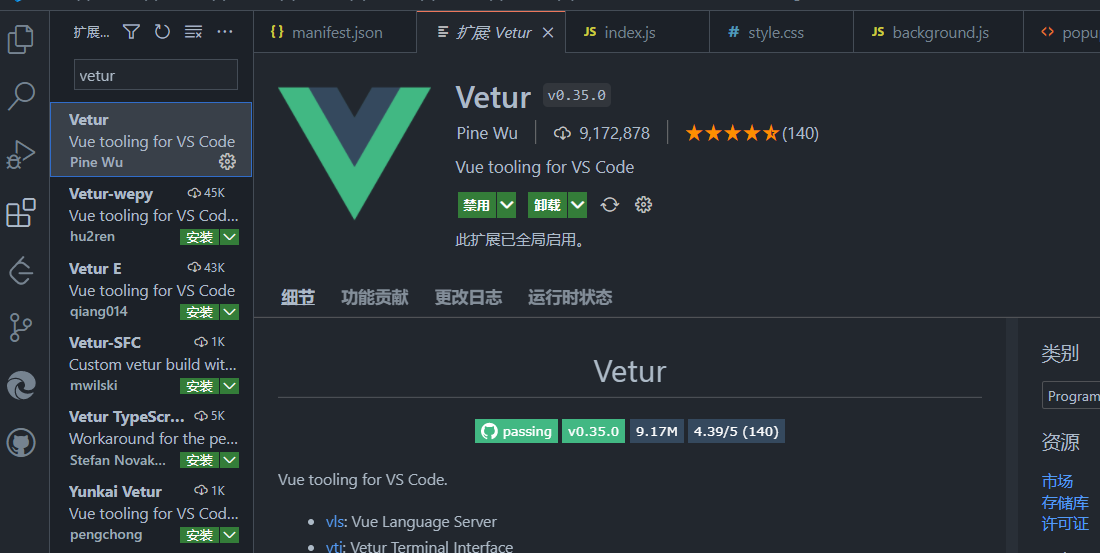 扩展...
vetur
Vetur
Vue tooling for VS Code
Pine Wu
Vetur-wepy 45K
Vue tooling for VS Cod...
hu2ren 安装
Vetur E 43K
Vue tooling for VS Code
qiang014 安装
Vetur-SFC 1K
Custom vetur build wit...
mwilski 安装
Vetur TypeScr... 5K
Workaround for the pe...
Stefan Novak... 安装
Yunkai Vetur 1K
Vue tooling for VS Cod...
pengchong 安装
{} manifest.json 扩展: Vetur JS index.js # style.css JS background.js <> popu
Vetur v0.35.0
Pine Wu 9,172,878 (140)
Vue tooling for VS Code
禁用 卸载
此扩展已全局启用。
细节 功能贡献 更改日志 运行时状态
Vetur
passing v0.35.0 9.17M 4.39/5 (140)
Vue tooling for VS Code.
• vls: Vue Language Server
• vti: Vetur Terminal Interface
类别
Program
资源
市场
存储库
许可证